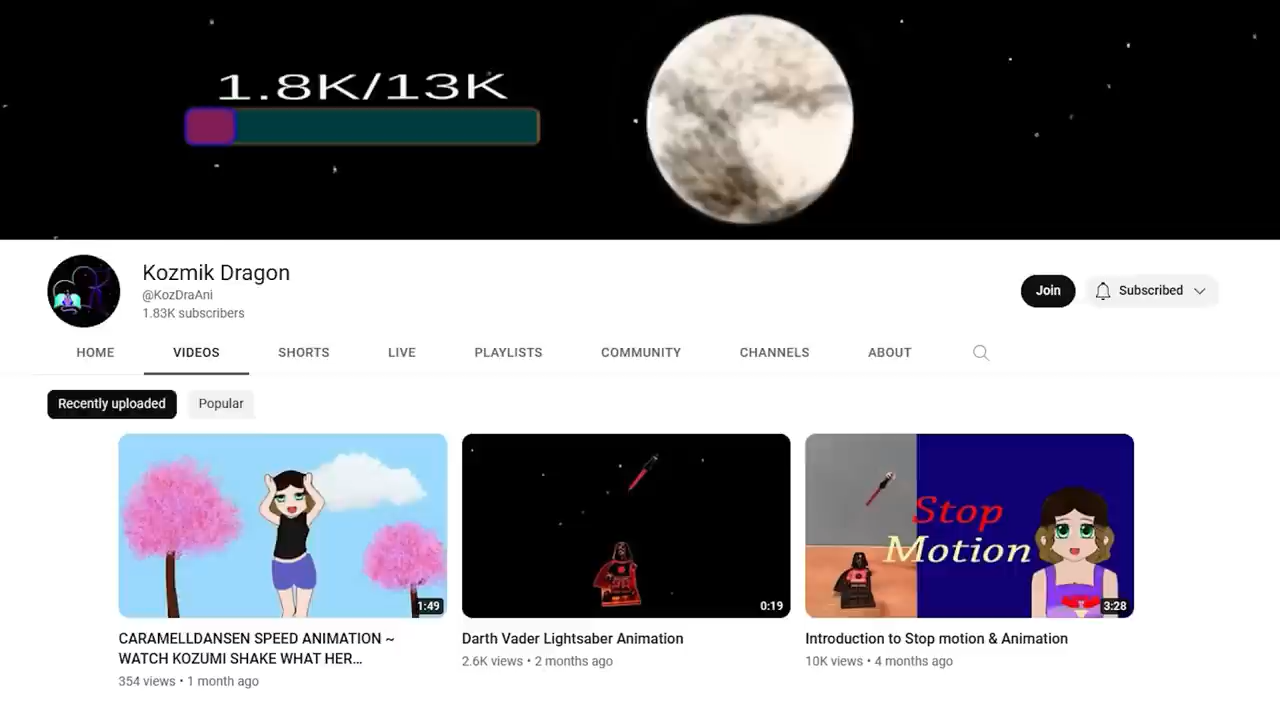 1.8K/13K
Kozmik Dragon
@KozDraAni
1.83K subscribers
Join
Subscribed
HOME VIDEOS SHORTS LIVE PLAYLISTS COMMUNITY CHANNELS ABOUT
Recently uploaded Popular
Stop
Motion
1:49 0:19 3:28
CARAMELLDANSEN SPEED ANIMATION ~
WATCH KOZUMI SHAKE WHAT HER...
354 views • 1 month ago
Darth Vader Lightsaber Animation
2.6K views • 2 months ago
Introduction to Stop motion & Animation
10K views • 4 months ago